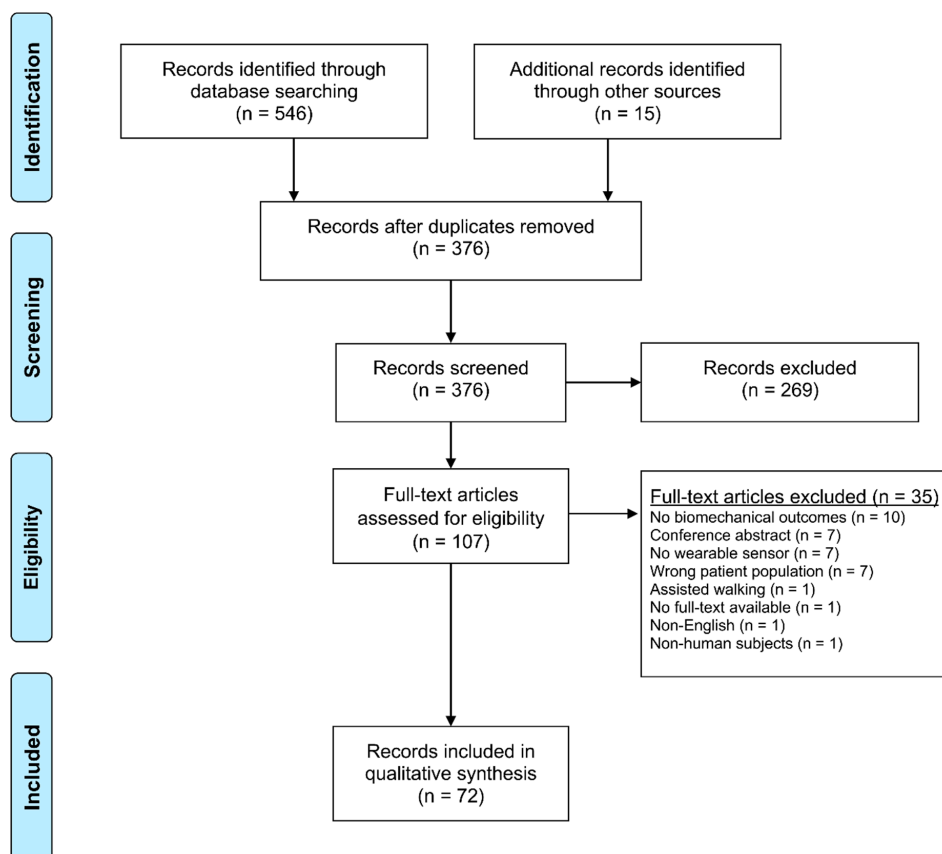 Identification
Records identified through
database searching
(n = 546)
Additional records identified
through other sources
(n = 15)
Records after duplicates removed
(n = 376)
Screening
Records screened
(n = 376)
Records excluded
(n = 269)
Eligibility
Full-text articles
assessed for eligibility
(n = 107)
Full-text articles excluded (n = 35)
No biomechanical outcomes (n = 10)
Conference abstract (n = 7)
No wearable sensor (n = 7)
Wrong patient population (n = 7)
Assisted walking (n = 1)
No full-text available (n = 1)
Non-English (n = 1)
Non-human subjects (n = 1)
Included
Records included in
qualitative synthesis
(n = 72)